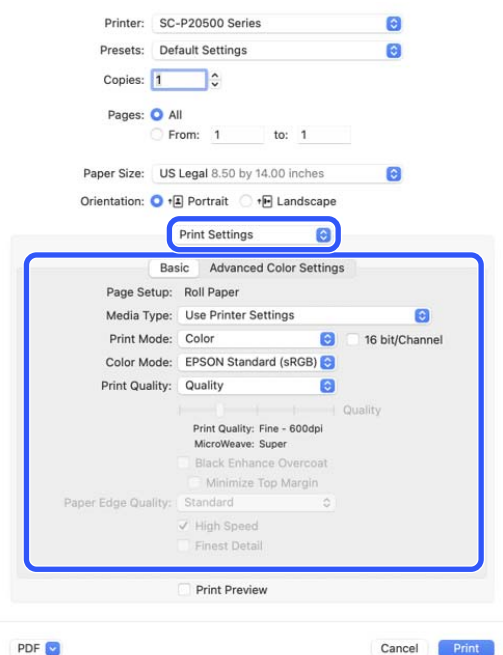 Printer: SC-P20500 Series
Presets: Default Settings
Copies: 1
Pages: All
From: 1 to: 1
Paper Size: US Legal 8.50 by 14.00 inches
Orientation: Portrait Landscape
Print Settings
Basic Advanced Color Settings
Page Setup: Roll Paper
Media Type: Use Printer Settings
Print Mode: Color 16 bit/Channel
Color Mode: EPSON Standard (sRGB)
Print Quality: Quality
Quality
Print Quality: Fine - 600dpi
MicroWeave: Super
Black Enhance Overcoat
Minimize Top Margin
Paper Edge Quality: Standard
High Speed
Finest Detail
Print Preview
PDF Cancel Print